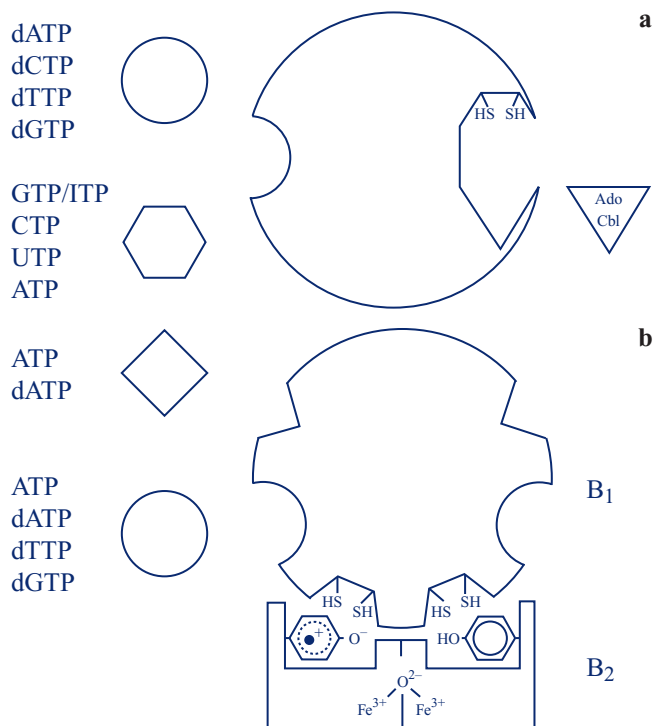 a
dATP
dCTP
dTTP
dGTP
HS SH
GTP/ITP
CTP
UTP
ATP
Ado
Cbl
b
ATP
dATP
B₁
ATP
dATP
dTTP
dGTP
HS SH HS SH
•+ O⁻ HO
B₂
O²⁻
Fe³⁺ Fe³⁺